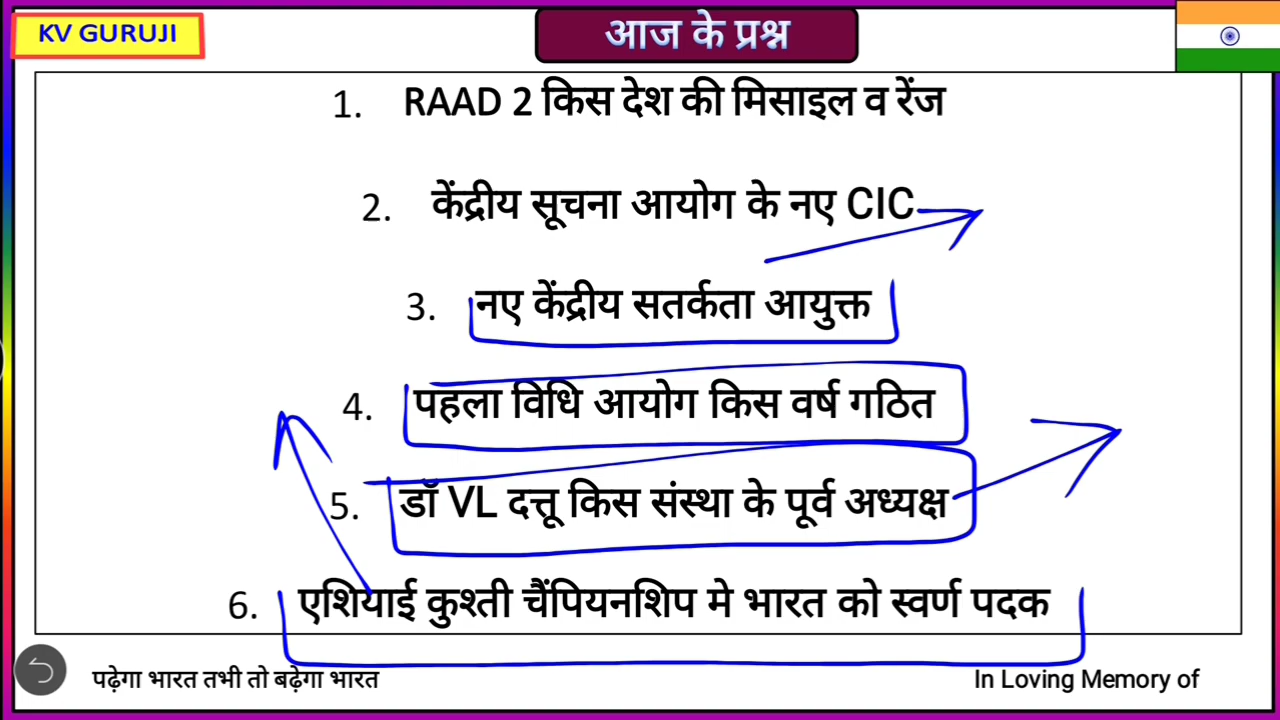 KV GURUJI
आज के प्रश्न
1. RAAD 2 किस देश की मिसाइल व रेंज
2. केंद्रीय सूचना आयोग के नए CIC
3. नए केंद्रीय सतर्कता आयुक्त
4. पहला विधि आयोग किस वर्ष गठित
5. डॉ VL दत्तू किस संस्था के पूर्व अध्यक्ष
6. एशियाई कुश्ती चैंपियनशिप मे भारत को स्वर्ण पदक
पढ़ेगा भारत तभी तो बढ़ेगा भारत
In Loving Memory of